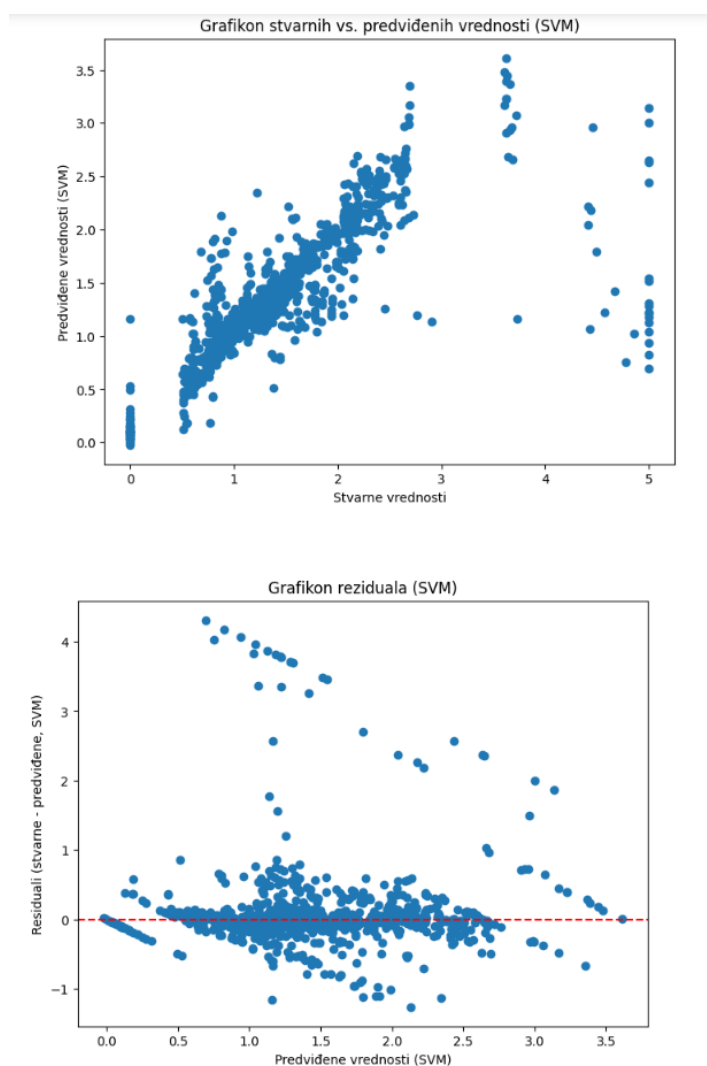 Grafikon stvarnih vs. predviđenih vrednosti (SVM)
Predviđene vrednosti (SVM)
3.5
3.0
2.5
2.0
1.5
1.0
0.5
0.0
0 1 2 3 4 5
Stvarne vrednosti
Grafikon reziduala (SVM)
Reziduali (stvarne - predviđene, SVM)
4
3
2
1
0
−1
0.0 0.5 1.0 1.5 2.0 2.5 3.0 3.5
Predviđene vrednosti (SVM)